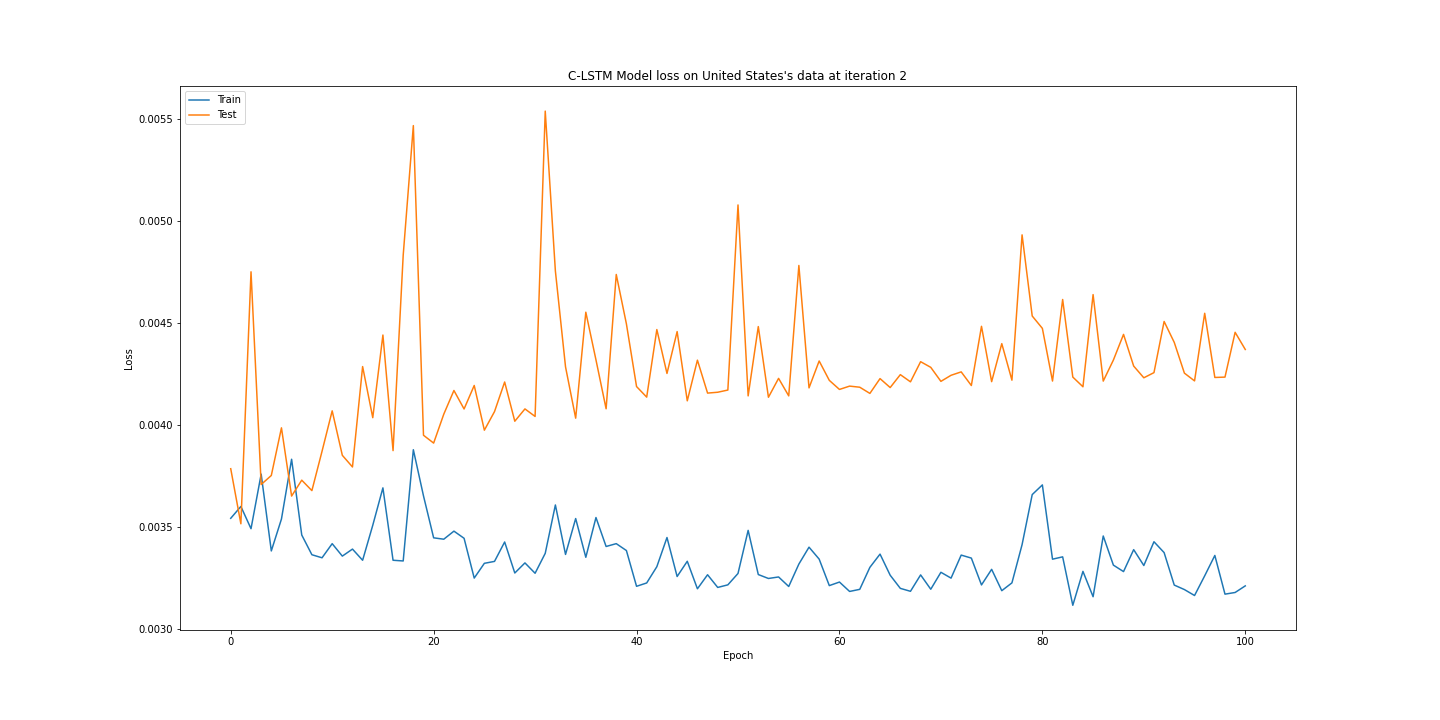 C-LSTM Model loss on United States's data at iteration 2
Train
Test
0.0055
0.0050
0.0045
0.0040
0.0035
0.0030
Loss
0 20 40 60 80 100
Epoch